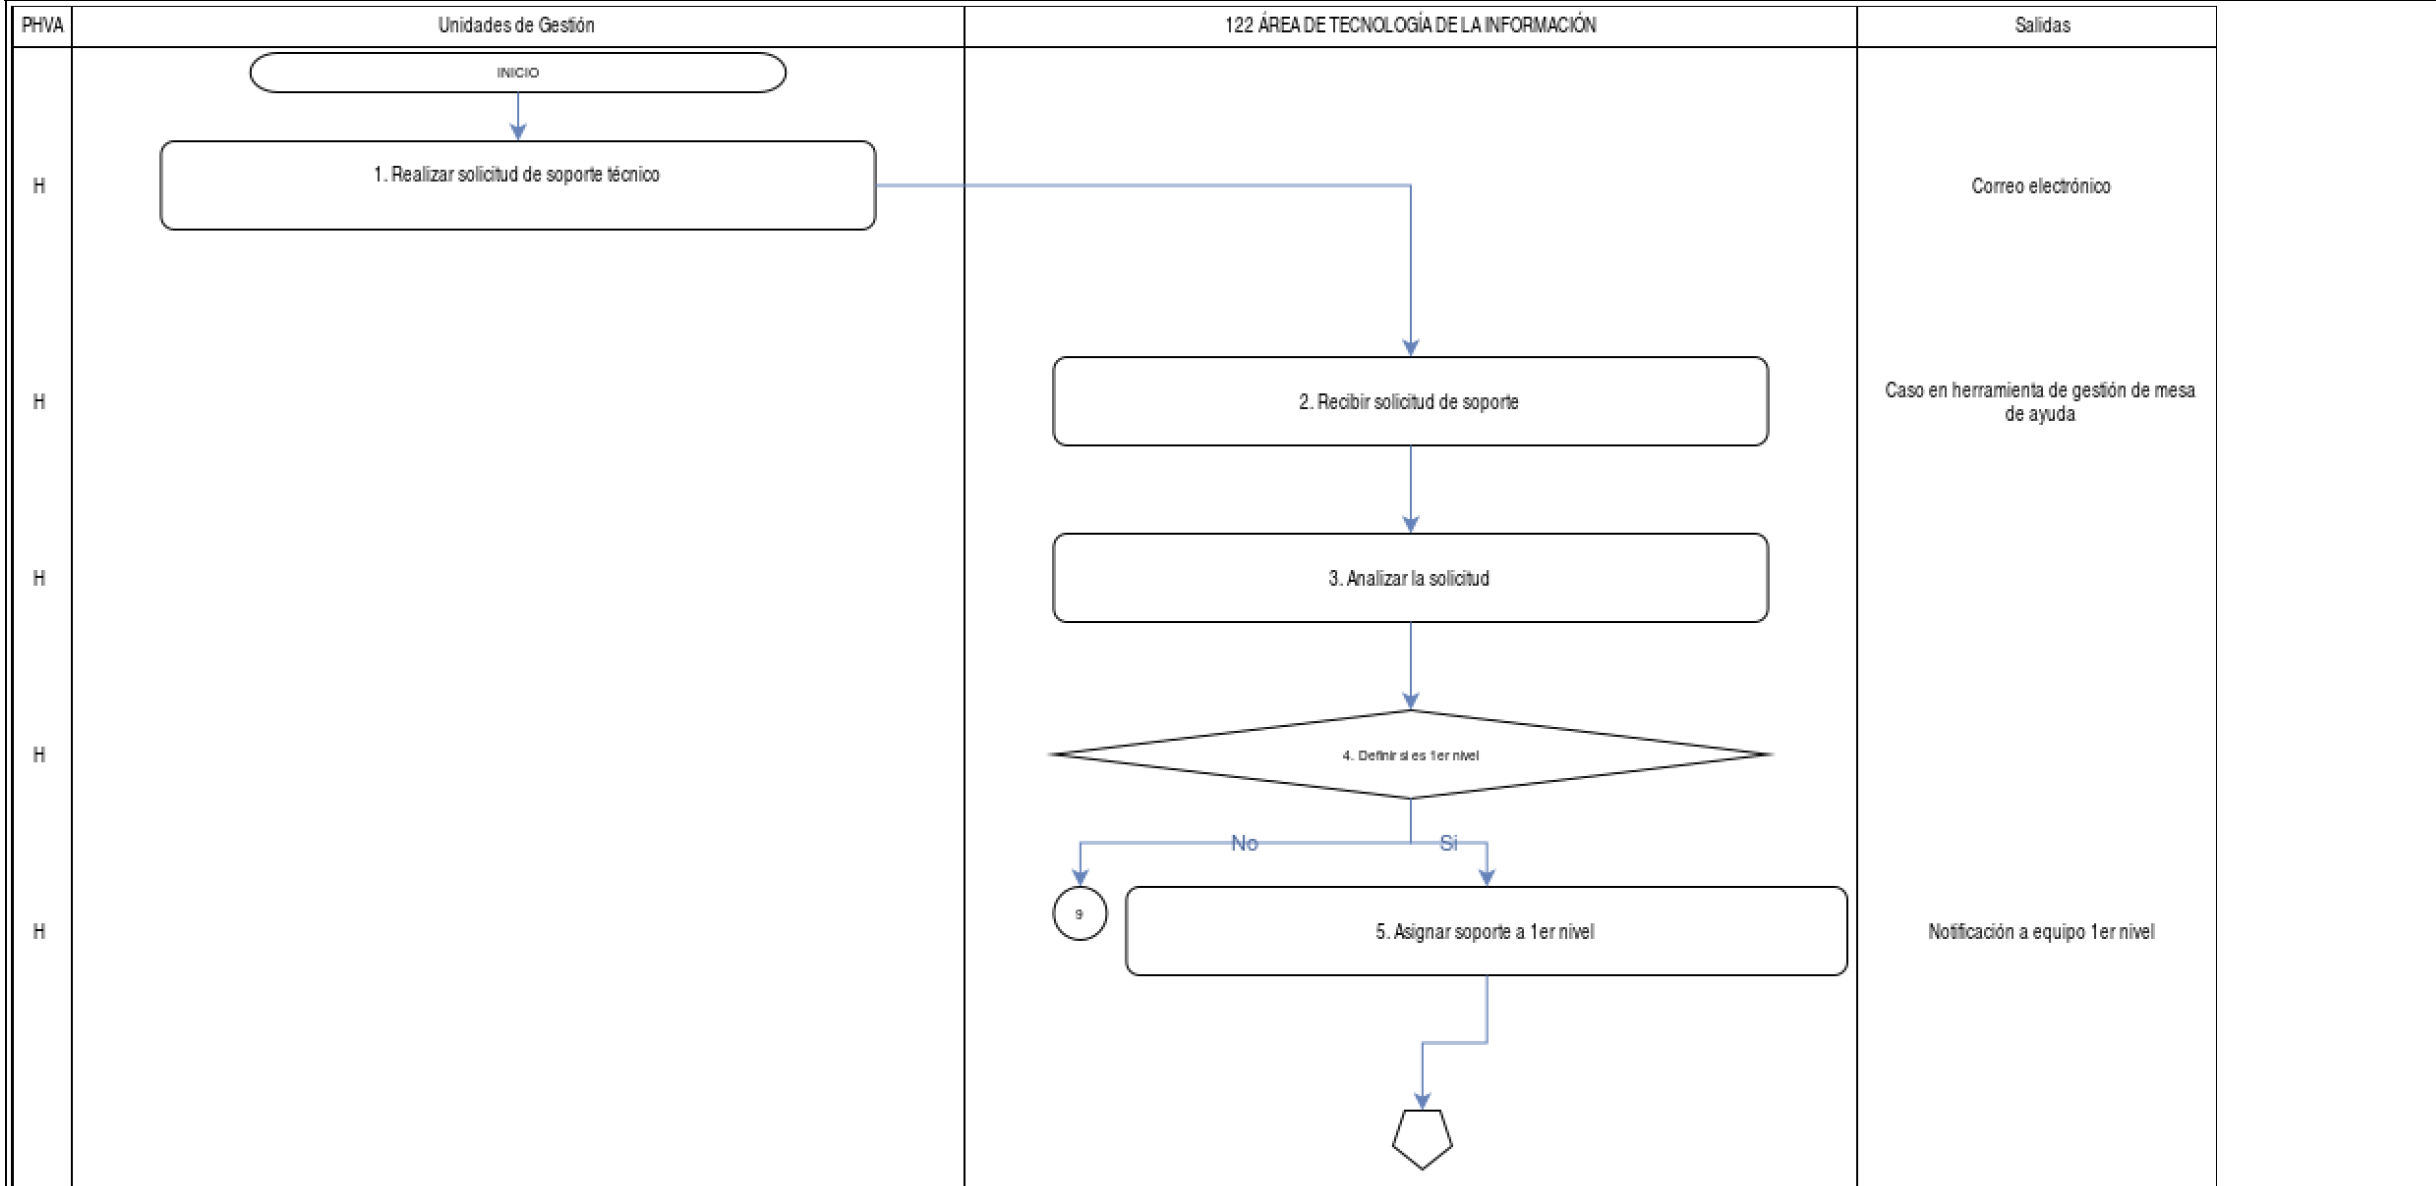 PHVA
Unidades de Gestión
122 ÁREA DE TECNOLOGÍA DE LA INFORMACIÓN
Salidas
INICIO
H
1. Realizar solicitud de soporte técnico
Correo electrónico
H
2. Recibir solicitud de soporte
Caso en herramienta de gestión de mesa
de ayuda
H
3. Analizar la solicitud
H
4. Definir si es 1er nivel
No
Si
H
9
5. Asignar soporte a 1er nivel
Notificación a equipo 1er nivel